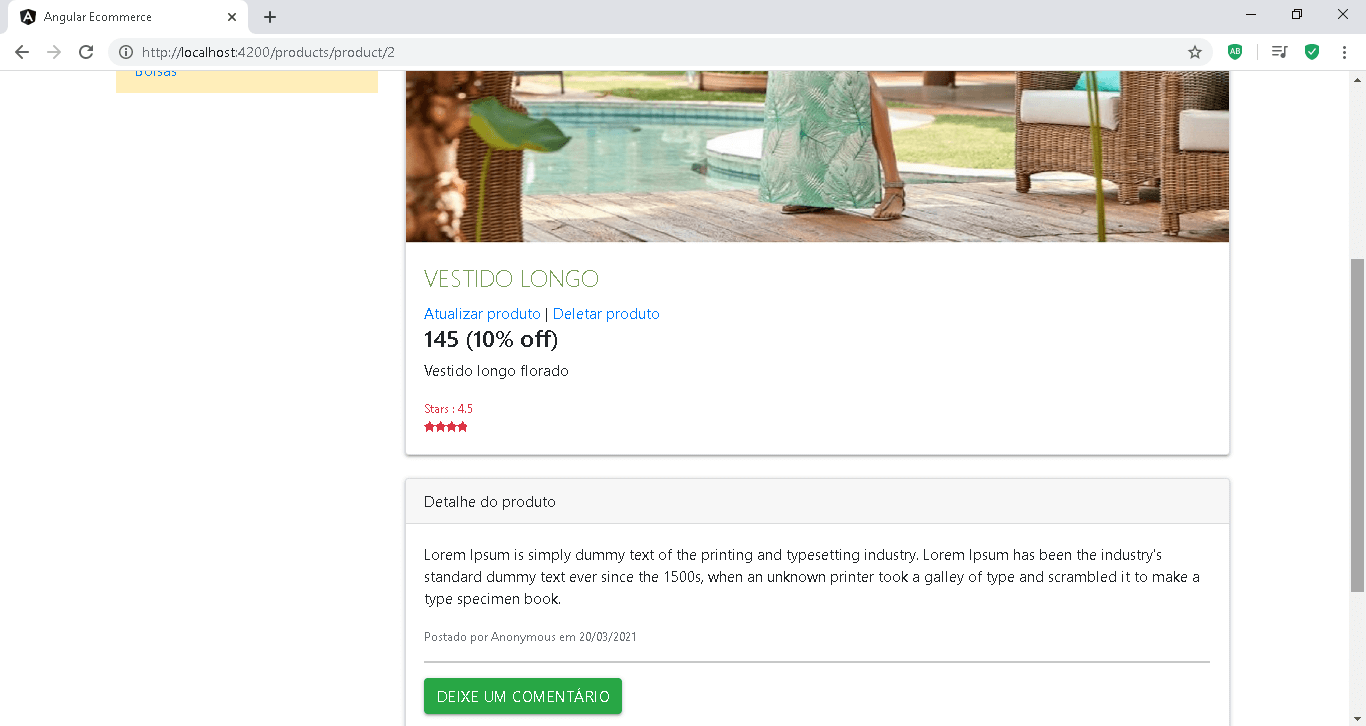 Angular Ecommerce
http://localhost:4200/products/product/2
AB
Bolsas
VESTIDO LONGO
Atualizar produto | Deletar produto
145 (10% off)
Vestido longo florado
Stars : 4.5
Detalhe do produto
Lorem Ipsum is simply dummy text of the printing and typesetting industry. Lorem Ipsum has been the industry's
standard dummy text ever since the 1500s, when an unknown printer took a galley of type and scrambled it to make a
type specimen book.
Postado por Anonymous em 20/03/2021
DEIXE UM COMENTÁRIO